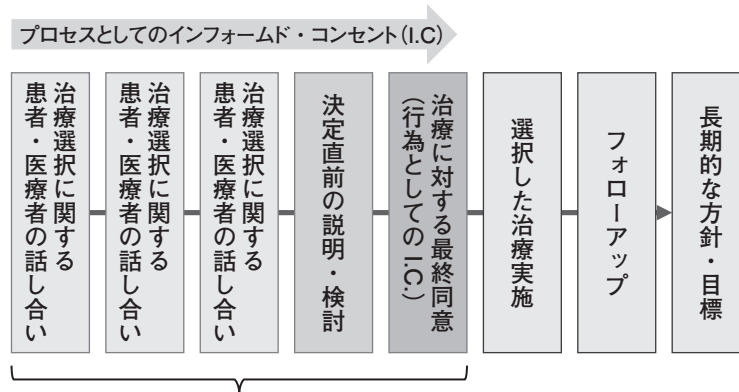 プロセスとしてのインフォームド・コンセント(I.C)
治療選択に関する
患者・医療者の話し合い
治療選択に関する
患者・医療者の話し合い
治療選択に関する
患者・医療者の話し合い
決定直前の説明・検討
治療に対する最終同意
(行為としての I.C.)
選択した治療実施
フォローアップ
長期的な方針・目標